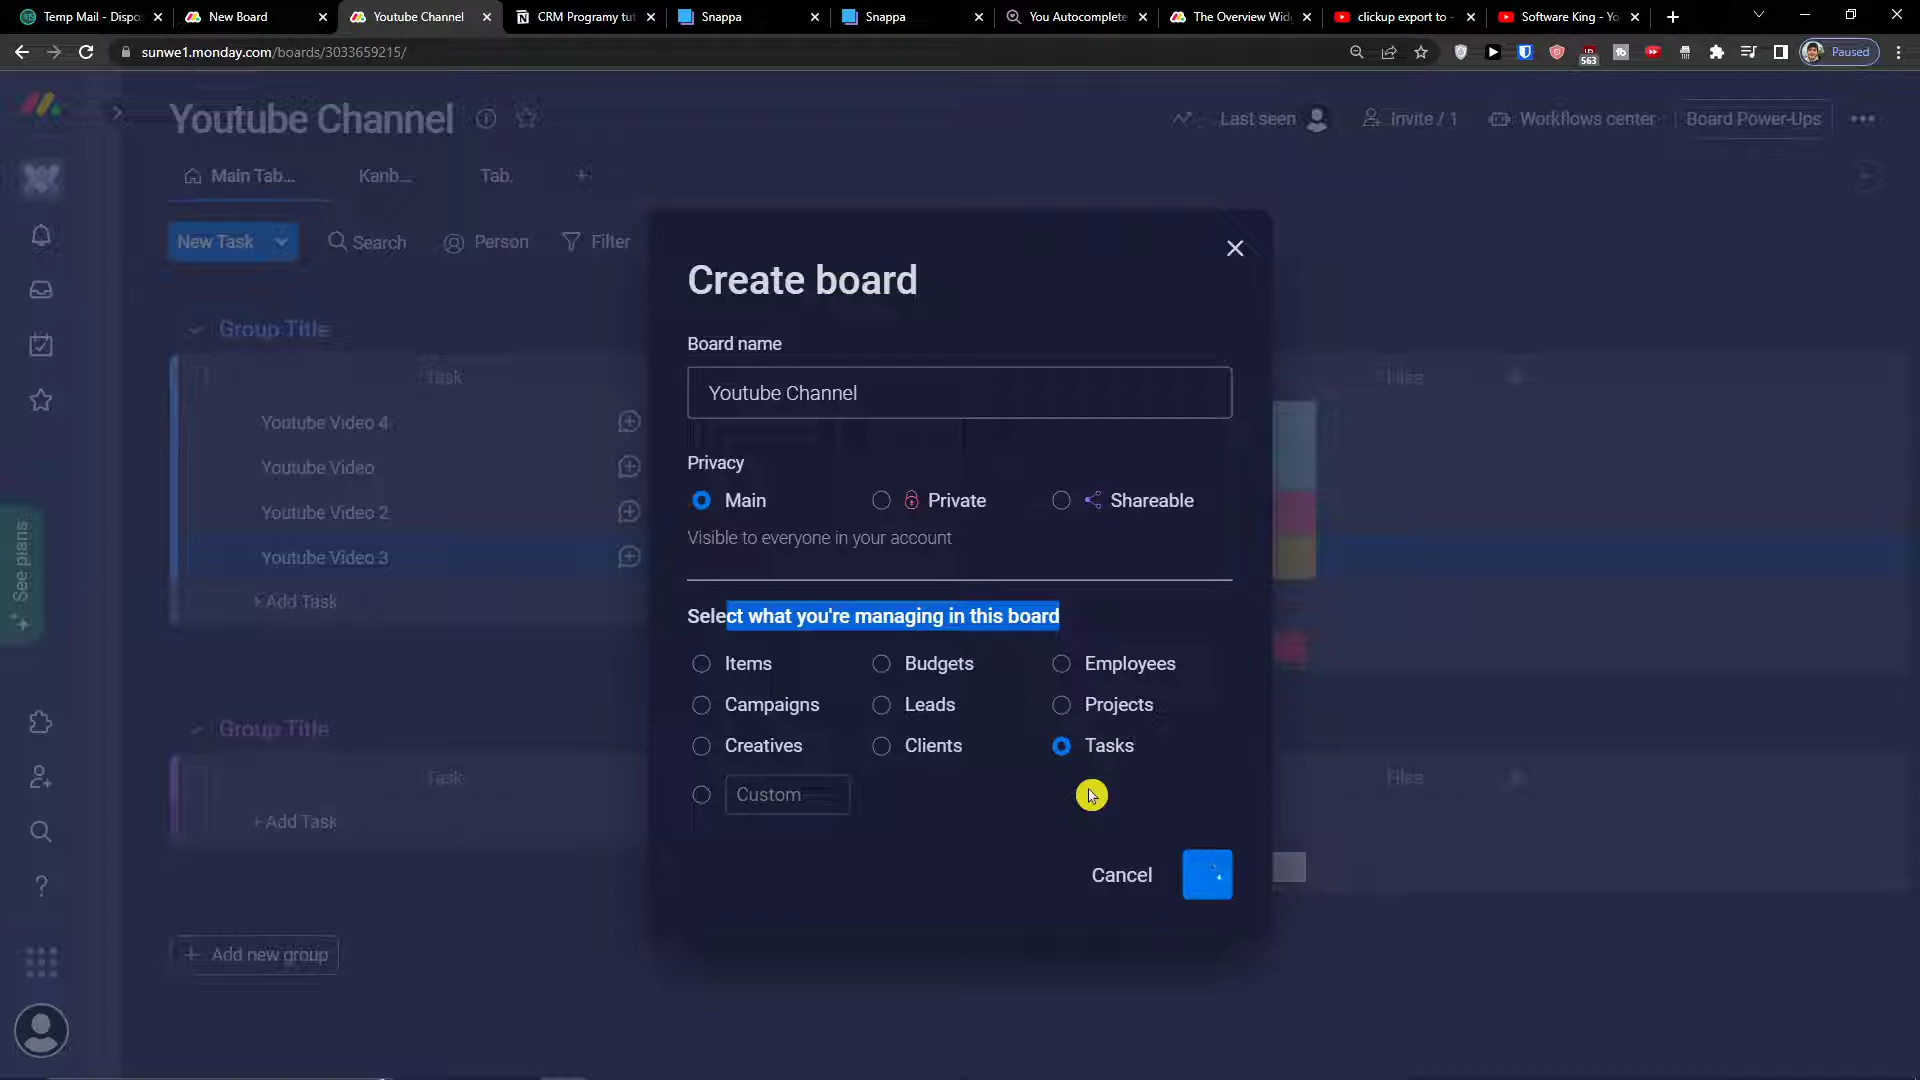 Temp Mail - Dispo
New Board
Youtube Channel
CRM Programy tu
Snappa
Snappa
You Autocomplete
The Overview Wid
clickup export to -
Software King - Yo
sunwe1.monday.com/boards/3033659215/
563
Paused
Youtube Channel
Last seen
Invite / 1
Workflows center
Board Power-Ups
Main Tab...
Kanb...
Tab.
New Task
Search
Person
Filter
Create board
Board name
Youtube Channel
Privacy
Main
Private
Shareable
Visible to everyone in your account
Select what you're managing in this board
Items
Budgets
Employees
Campaigns
Leads
Projects
Creatives
Clients
Tasks
Custom
Cancel
Group Title
Task
Files
Youtube Video 4
Youtube Video
Youtube Video 2
Youtube Video 3
+ Add Task
See plans
Group Title
Task
Files
+ Add Task
+ Add new group